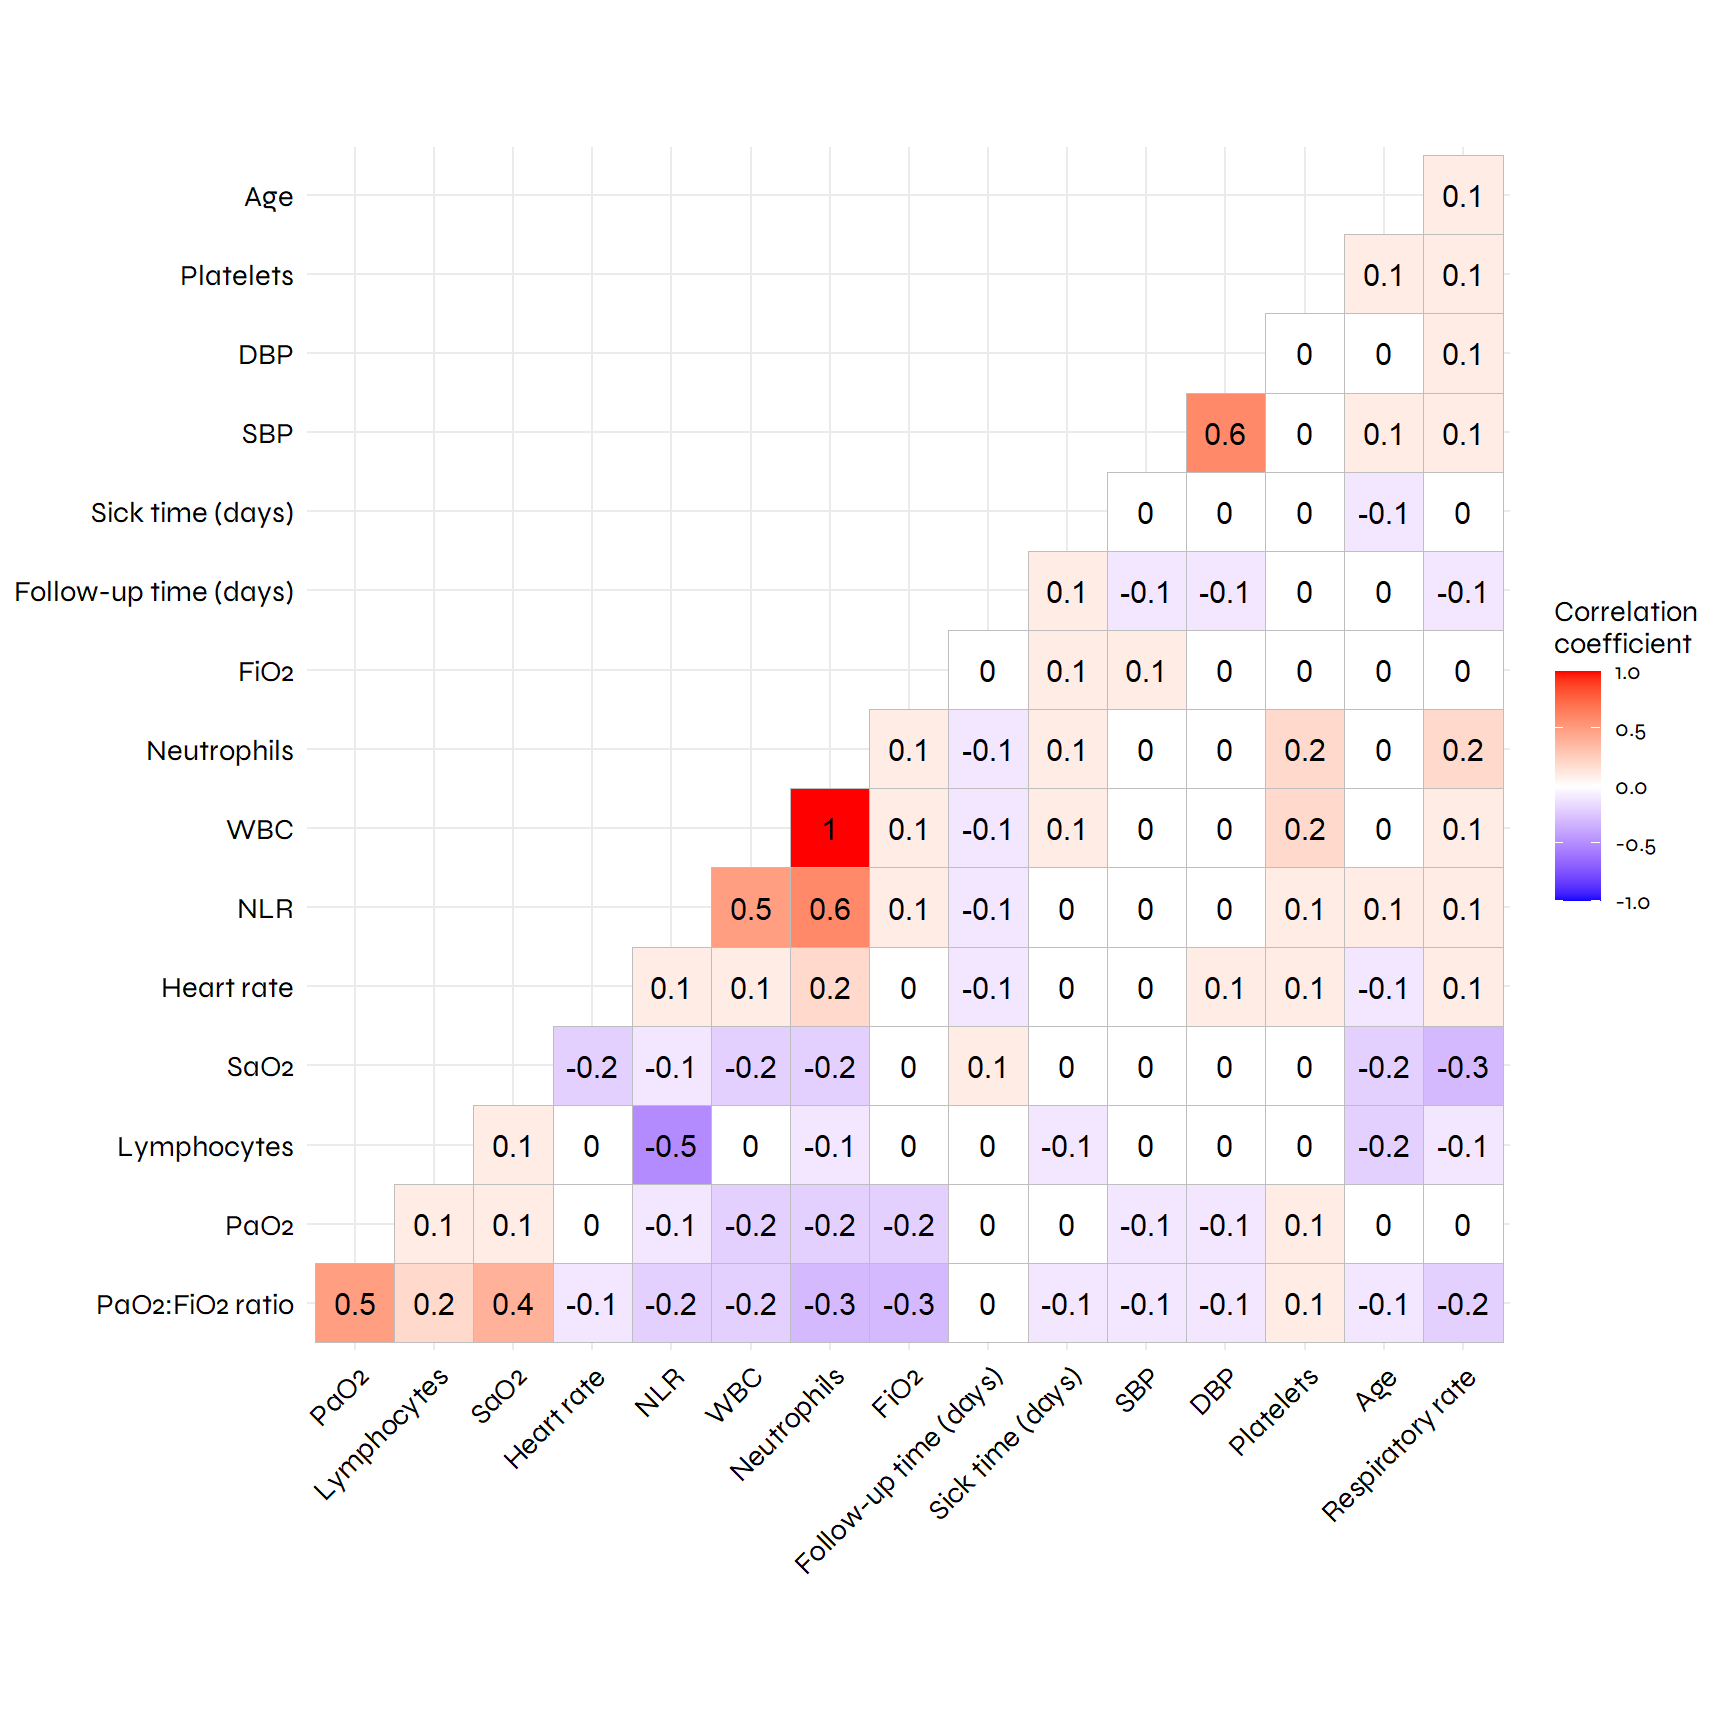 Age 0.1
Platelets 0.1 0.1
DBP 0 0 0.1
SBP 0.6 0 0.1 0.1
Sick time (days) 0 0 0 -0.1 0
Follow-up time (days) 0.1 -0.1 -0.1 0 0 -0.1
FiO2 0 0.1 0.1 0 0 0 0
Neutrophils 0.1 -0.1 0.1 0 0 0.2 0 0.2
WBC 1 0.1 -0.1 0.1 0 0 0.2 0 0.1
NLR 0.5 0.6 0.1 -0.1 0 0 0 0.1 0.1 0.1
Heart rate 0.1 0.1 0.2 0 -0.1 0 0 0.1 0.1 -0.1 0.1
SaO2 -0.2 -0.1 -0.2 -0.2 0 0.1 0 0 0 0 -0.2 -0.3
Lymphocytes 0.1 0 -0.5 0 -0.1 0 0 -0.1 0 0 0 -0.2 -0.1
PaO2 0.1 0.1 0 -0.1 -0.2 -0.2 -0.2 0 0 -0.1 -0.1 0.1 0 0
PaO2:FiO2 ratio 0.5 0.2 0.4 -0.1 -0.2 -0.2 -0.3 -0.3 0 -0.1 -0.1 -0.1 0.1 -0.1 -0.2
PaO2
Lymphocytes
SaO2
Heart rate
NLR
WBC
Neutrophils
FiO2
Follow-up time (days)
Sick time (days)
SBP
DBP
Platelets
Age
Respiratory rate
Correlation
coefficient
1.0
0.5
0.0
-0.5
-1.0